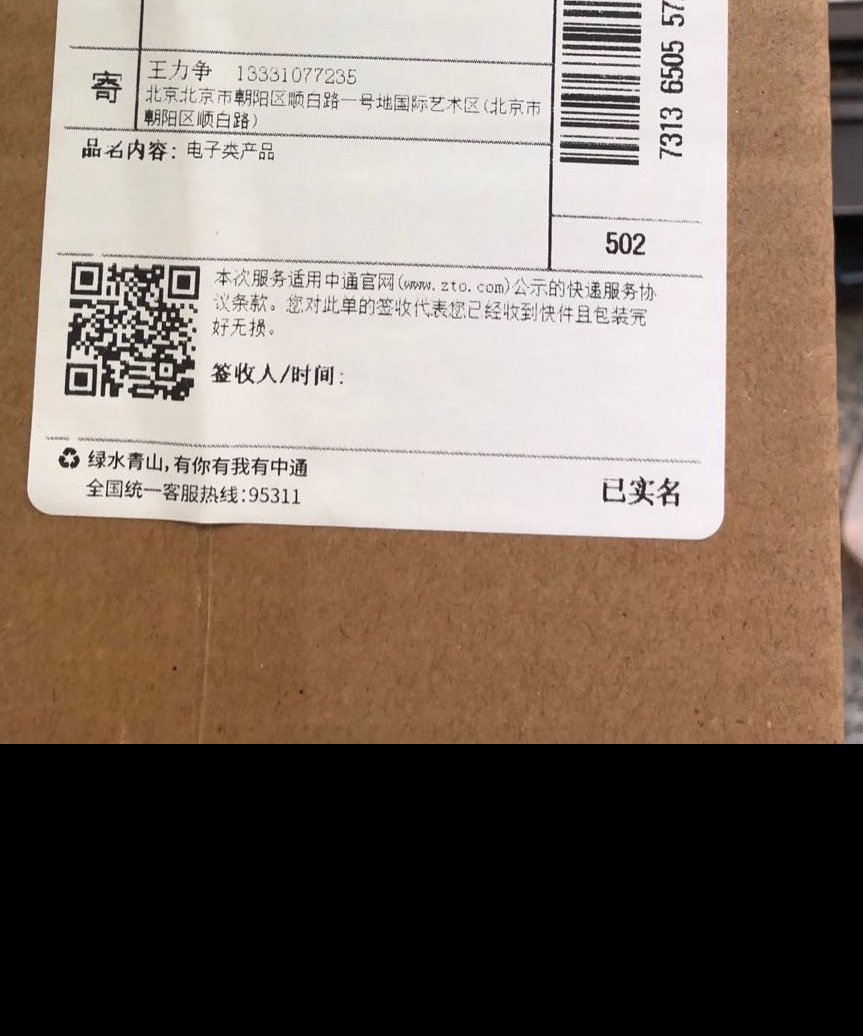 寄
王力争 13331077235
北京北京市朝阳区顺白路一号地国际艺术区(北京市
朝阳区顺白路)
品名内容: 电子类产品
7313 6505 57
502
本次服务适用中通官网(www.zto.com)公示的快递服务协
议条款。您对此单的签收代表您已经收到快件且包装完
好无损。
签收人/时间:
绿水青山,有你有我有中通
全国统一客服热线:95311
已实名